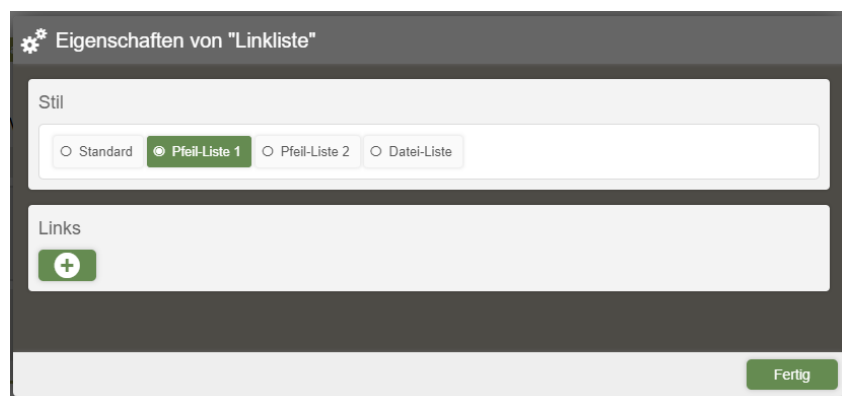 Eigenschaften von "Linkliste"
Stil
Standard Pfeil-Liste 1 Pfeil-Liste 2 Datei-Liste
Links
Fertig